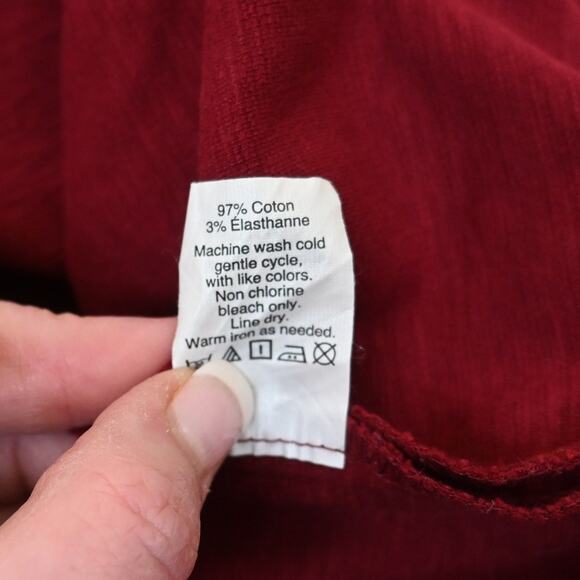 97% Coton
3% Élasthanne
Machine wash cold
gentle cycle,
with like colors.
Non chlorine
bleach only.
Line dry.
Warm iron as needed.